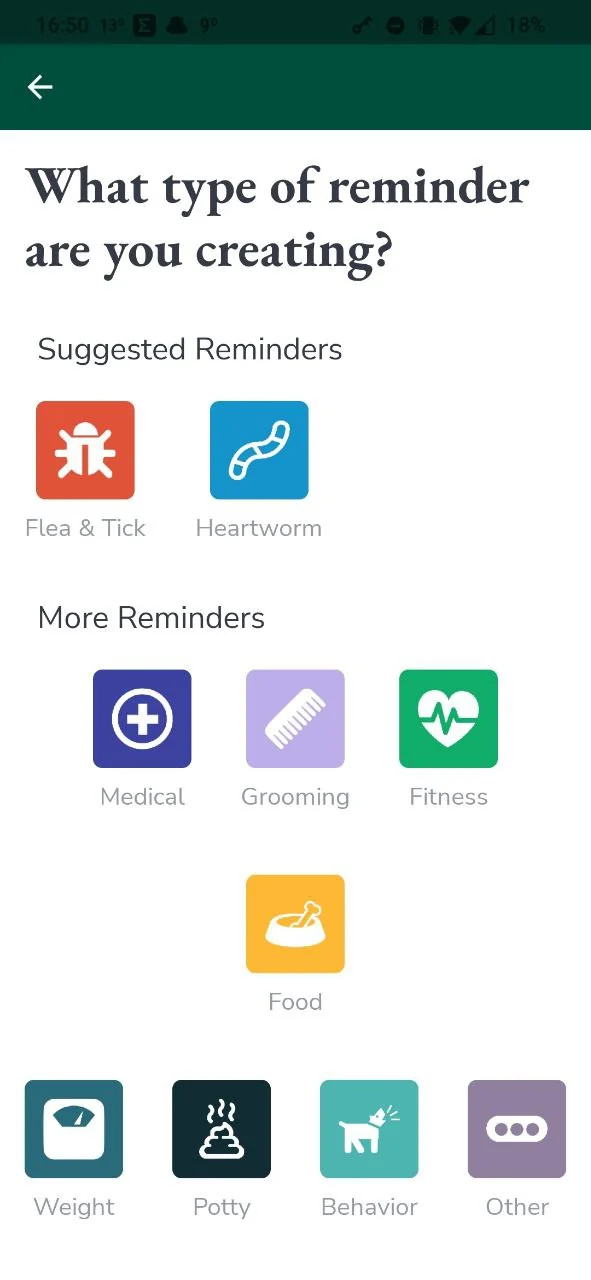 16:50 13° 9° 18%
What type of reminder
are you creating?
Suggested Reminders
Flea & Tick Heartworm
More Reminders
Medical Grooming Fitness
Food
Weight Potty Behavior Other